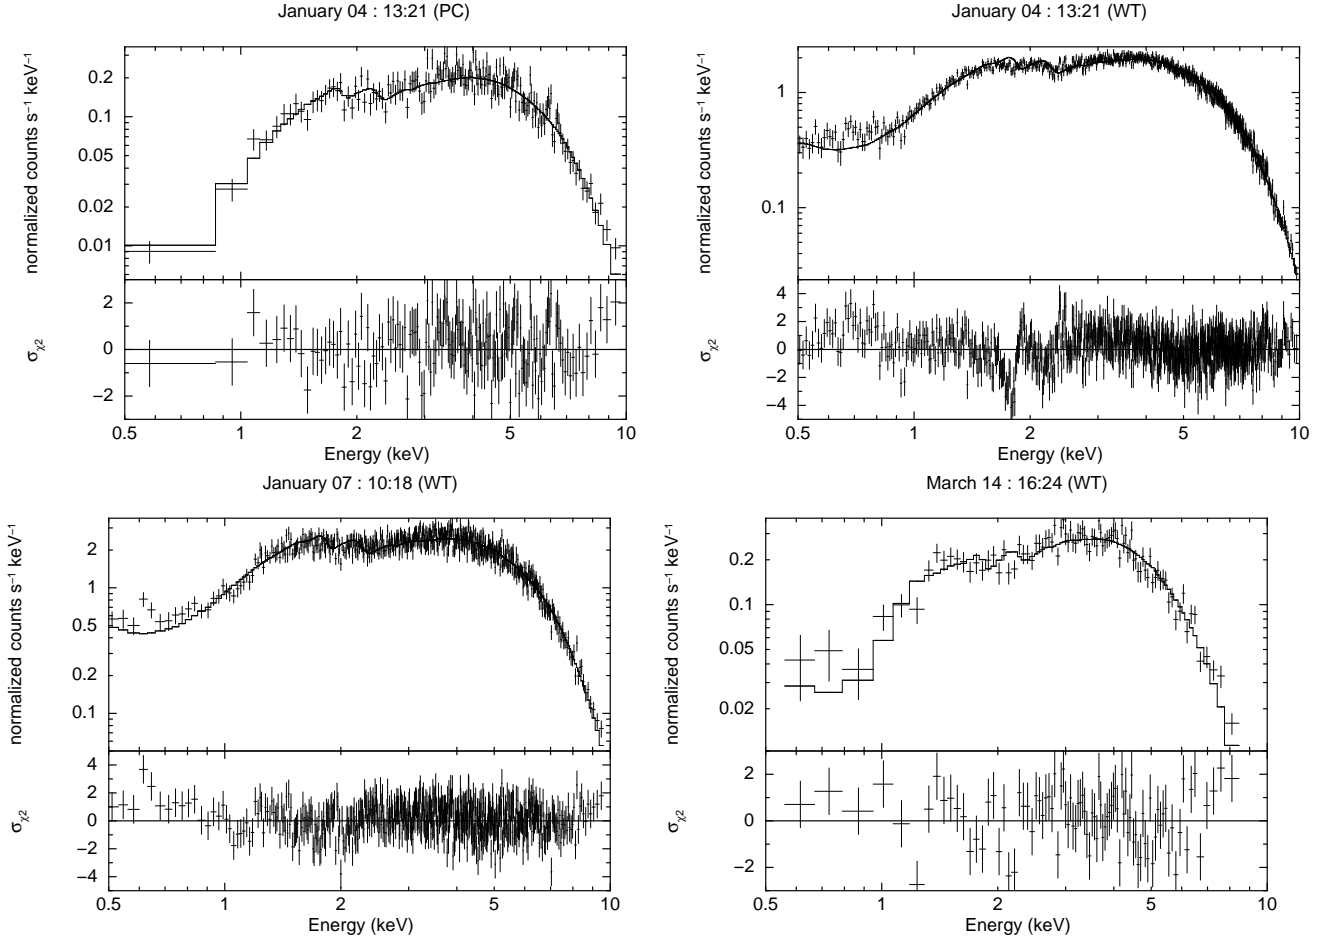 January 04 : 13:21 (PC)
normalized counts s⁻¹ keV⁻¹
0.2
0.1
0.05
0.02
0.01
σχ2
2
0
−2
0.5 1 2 5 10
Energy (keV)
January 04 : 13:21 (WT)
normalized counts s⁻¹ keV⁻¹
1
0.1
σχ2
4
2
0
−2
−4
0.5 1 2 5 10
Energy (keV)
January 07 : 10:18 (WT)
normalized counts s⁻¹ keV⁻¹
2
1
0.5
0.2
0.1
σχ2
4
2
0
−2
−4
0.5 1 2 5 10
Energy (keV)
March 14 : 16:24 (WT)
normalized counts s⁻¹ keV⁻¹
0.2
0.1
0.05
0.02
σχ2
2
0
−2
0.5 1 2 5 10
Energy (keV)